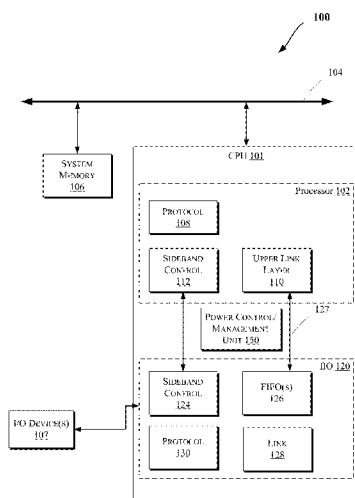 100
104
CPU 101
SYSTEM
MEMORY
106
Processor 102
PROTOCOL
108
SIDEBAND
CONTROL
112
UPPER LINK
LAYER
110
127
POWER CONTROL/
MANAGEMENT
UNIT 150
IIO 120
SIDEBAND
CONTROL
124
FIFO(S)
126
I/O DEVICE(S)
107
PROTOCOL
130
LINK
128